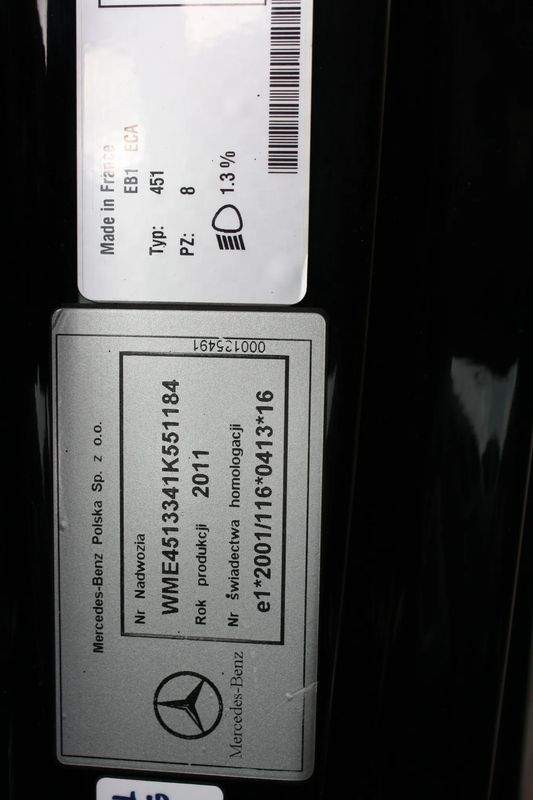 Mercedes-Benz Polska Sp. z o.o.
Nr Nadwozia
WME4513341K551184
Rok produkcji 2011
Nr świadectwa homologacji
e1*2001/116*0413*16
Mercedes-Benz
Made in France
EB1 ECA
Typ: 451
PZ: 8
1.3 %